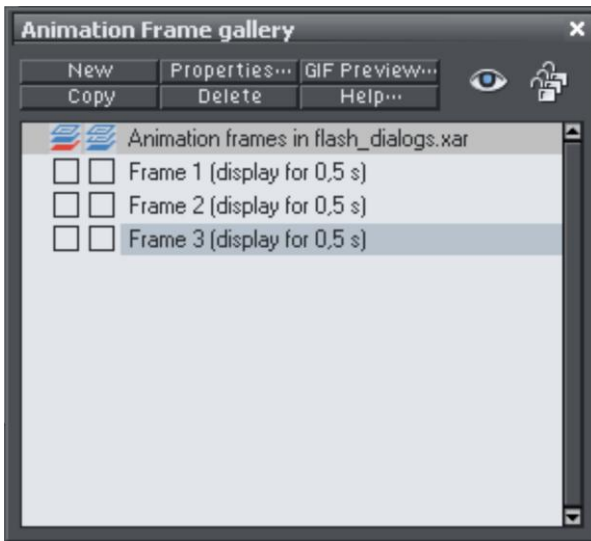 Animation Frame gallery
New Properties... GIF Preview...
Copy Delete Help...
Animation frames in flash_dialogs.xar
Frame 1 (display for 0,5 s)
Frame 2 (display for 0,5 s)
Frame 3 (display for 0,5 s)